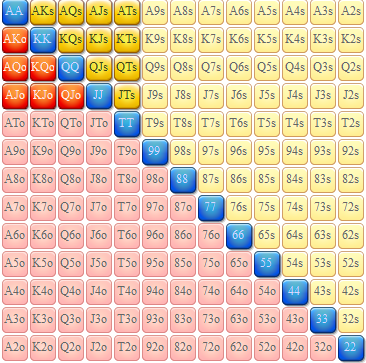 AA AKs AQs AJs ATs A9s A8s A7s A6s A5s A4s A3s A2s
AKo KK KQs KJs KTs K9s K8s K7s K6s K5s K4s K3s K2s
AQo KQo QQ QJs QTs Q9s Q8s Q7s Q6s Q5s Q4s Q3s Q2s
AJo KJo QJo JJ JTs J9s J8s J7s J6s J5s J4s J3s J2s
ATo KTo QTo JTo TT T9s T8s T7s T6s T5s T4s T3s T2s
A9o K9o Q9o J9o T9o 99 98s 97s 96s 95s 94s 93s 92s
A8o K8o Q8o J8o T8o 98o 88 87s 86s 85s 84s 83s 82s
A7o K7o Q7o J7o T7o 97o 87o 77 76s 75s 74s 73s 72s
A6o K6o Q6o J6o T6o 96o 86o 76o 66 65s 64s 63s 62s
A5o K5o Q5o J5o T5o 95o 85o 75o 65o 55 54s 53s 52s
A4o K4o Q4o J4o T4o 94o 84o 74o 64o 54o 44 43s 42s
A3o K3o Q3o J3o T3o 93o 83o 73o 63o 53o 43o 33 32s
A2o K2o Q2o J2o T2o 92o 82o 72o 62o 52o 42o 32o 22